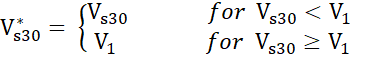 V*s30 = { Vs30 for Vs30 < V1
V1 for Vs30 ≥ V1